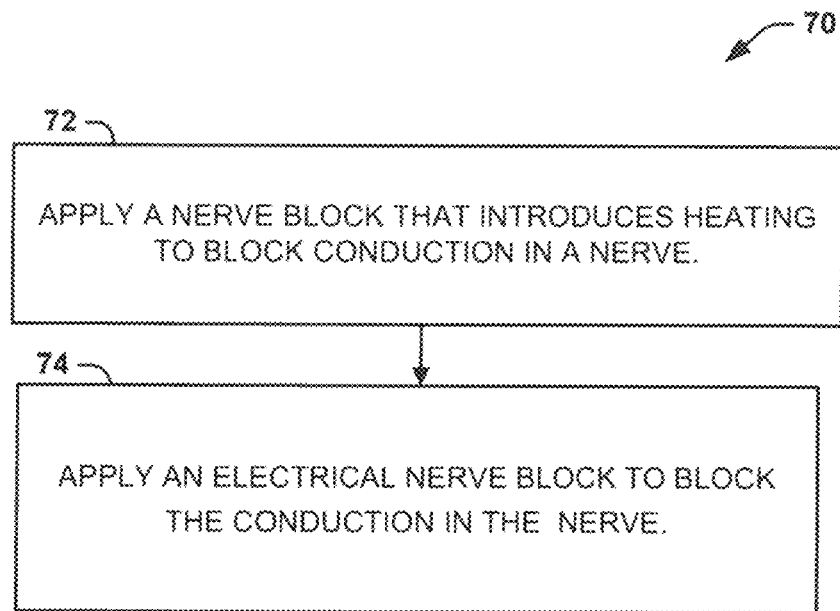 70
72
APPLY A NERVE BLOCK THAT INTRODUCES HEATING
TO BLOCK CONDUCTION IN A NERVE.
74
APPLY AN ELECTRICAL NERVE BLOCK TO BLOCK
THE CONDUCTION IN THE NERVE.